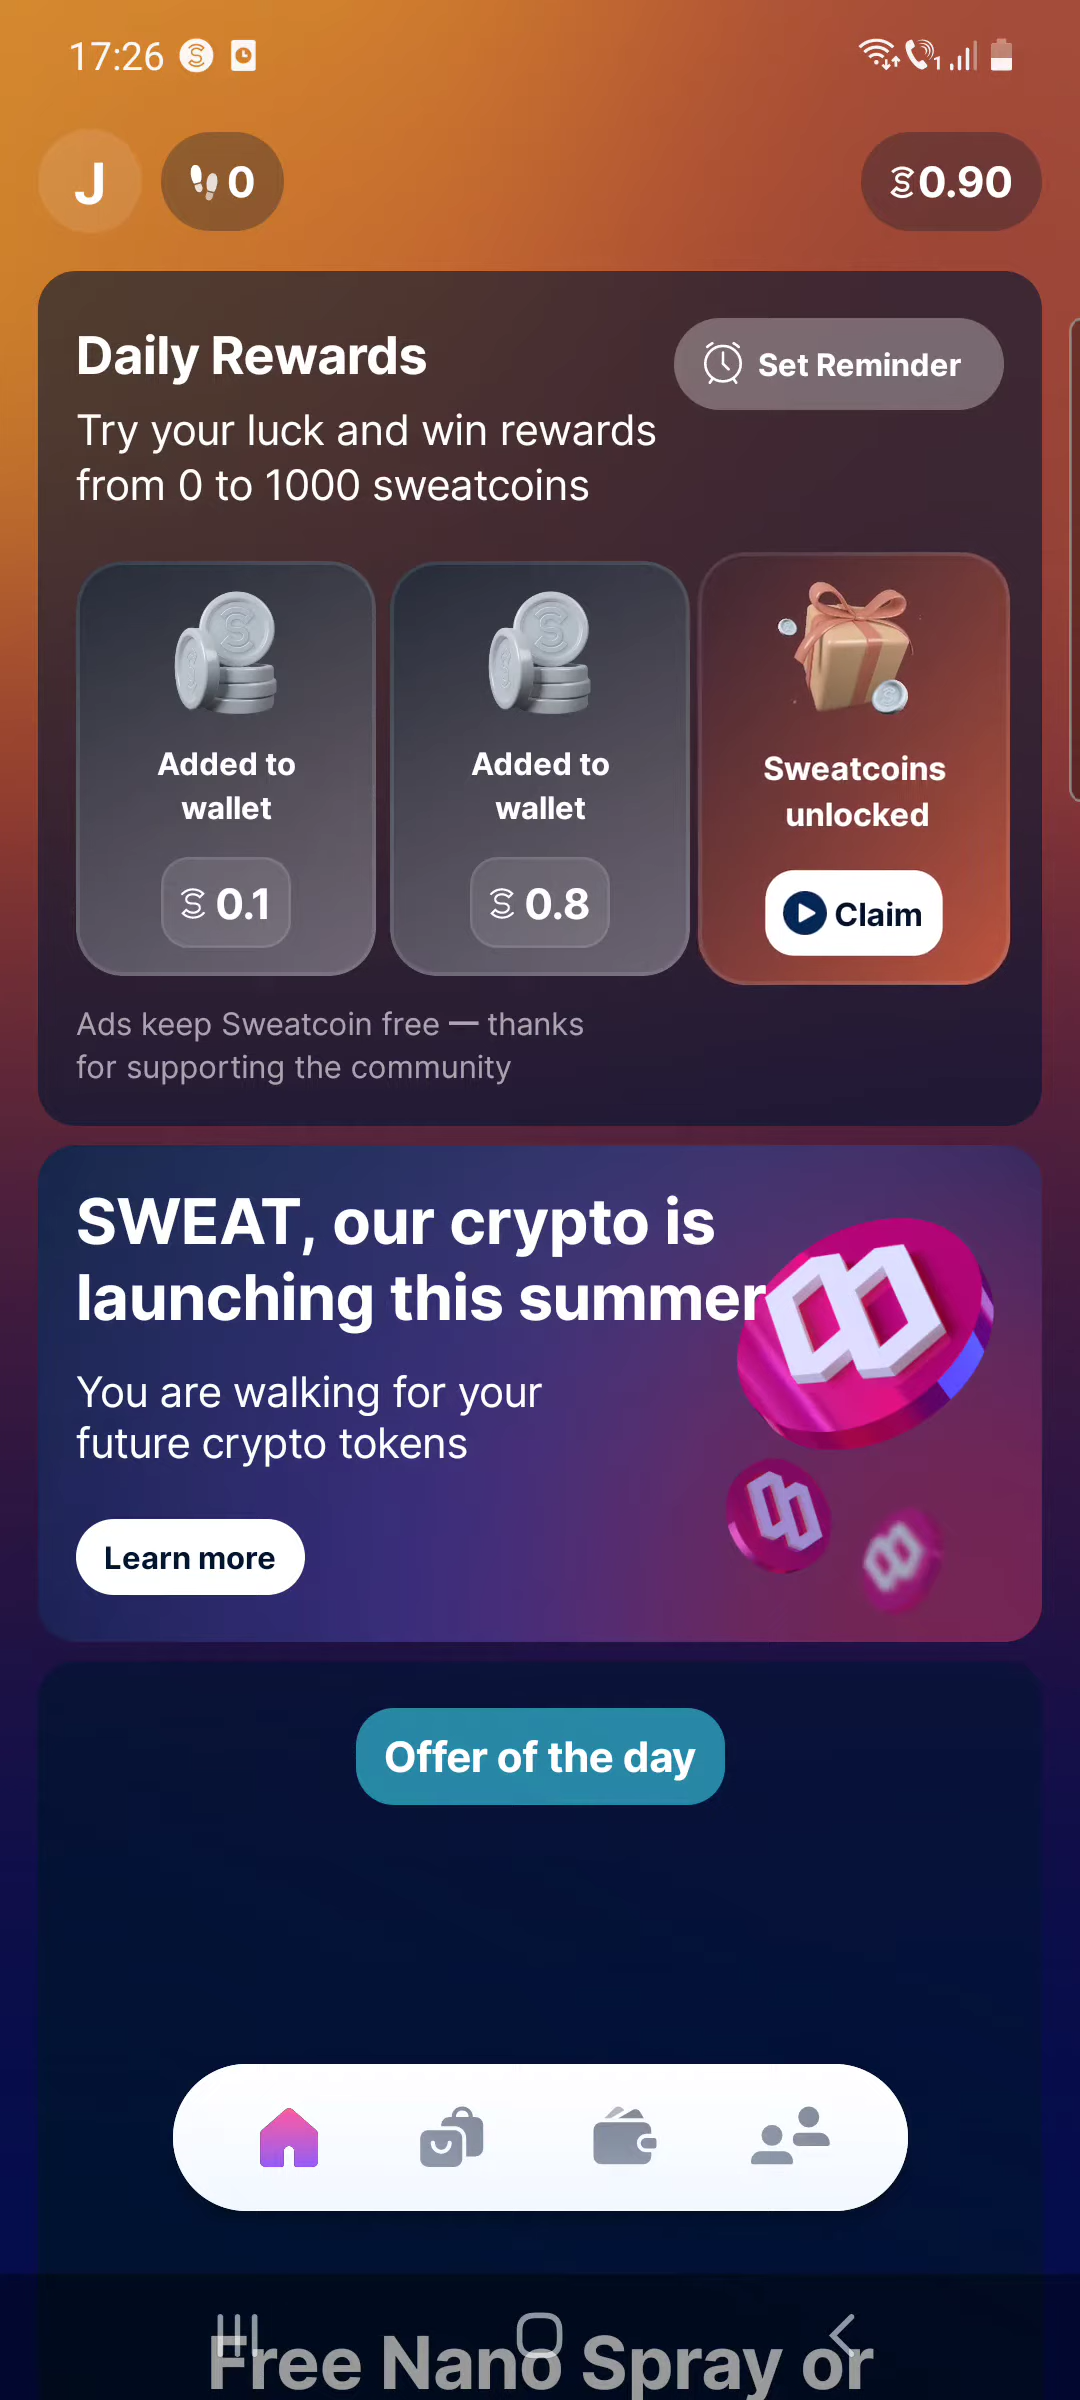 17:26
J
0
0.90
Daily Rewards
Set Reminder
Try your luck and win rewards
from 0 to 1000 sweatcoins
Added to
wallet
0.1
Added to
wallet
0.8
Sweatcoins
unlocked
Claim
Ads keep Sweatcoin free — thanks
for supporting the community
SWEAT, our crypto is
launching this summer
You are walking for your
future crypto tokens
Learn more
Offer of the day
Free Nano Spray or